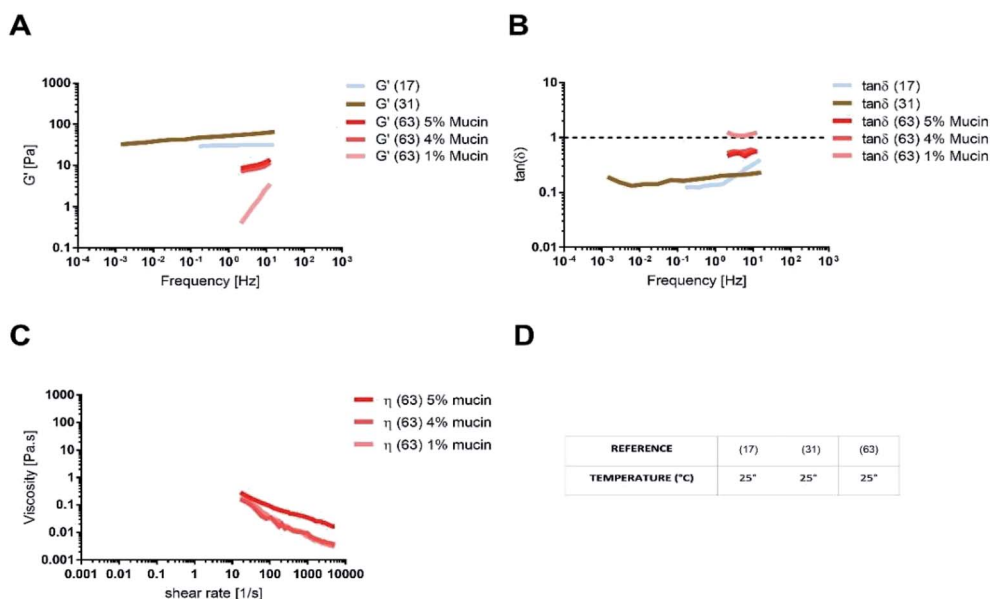 A
G' [Pa]
1000
100
10
1
0.1
10-4 10-3 10-2 10-1 100 101 102 103
Frequency [Hz]
G' (17)
G' (31)
G' (63) 5% Mucin
G' (63) 4% Mucin
G' (63) 1% Mucin
B
tan(δ)
10
1
0.1
0.01
10-4 10-3 10-2 10-1 100 101 102 103
Frequency [Hz]
tanδ (17)
tanδ (31)
tanδ (63) 5% Mucin
tanδ (63) 4% Mucin
tanδ (63) 1% Mucin
C
Viscosity [Pa.s]
1000
100
10
1
0.1
0.01
0.001
0.001 0.01 0.1 1 10 100 1000 10000
shear rate [1/s]
η (63) 5% mucin
η (63) 4% mucin
η (63) 1% mucin
D
REFERENCE (17) (31) (63)
TEMPERATURE (°C) 25° 25° 25°